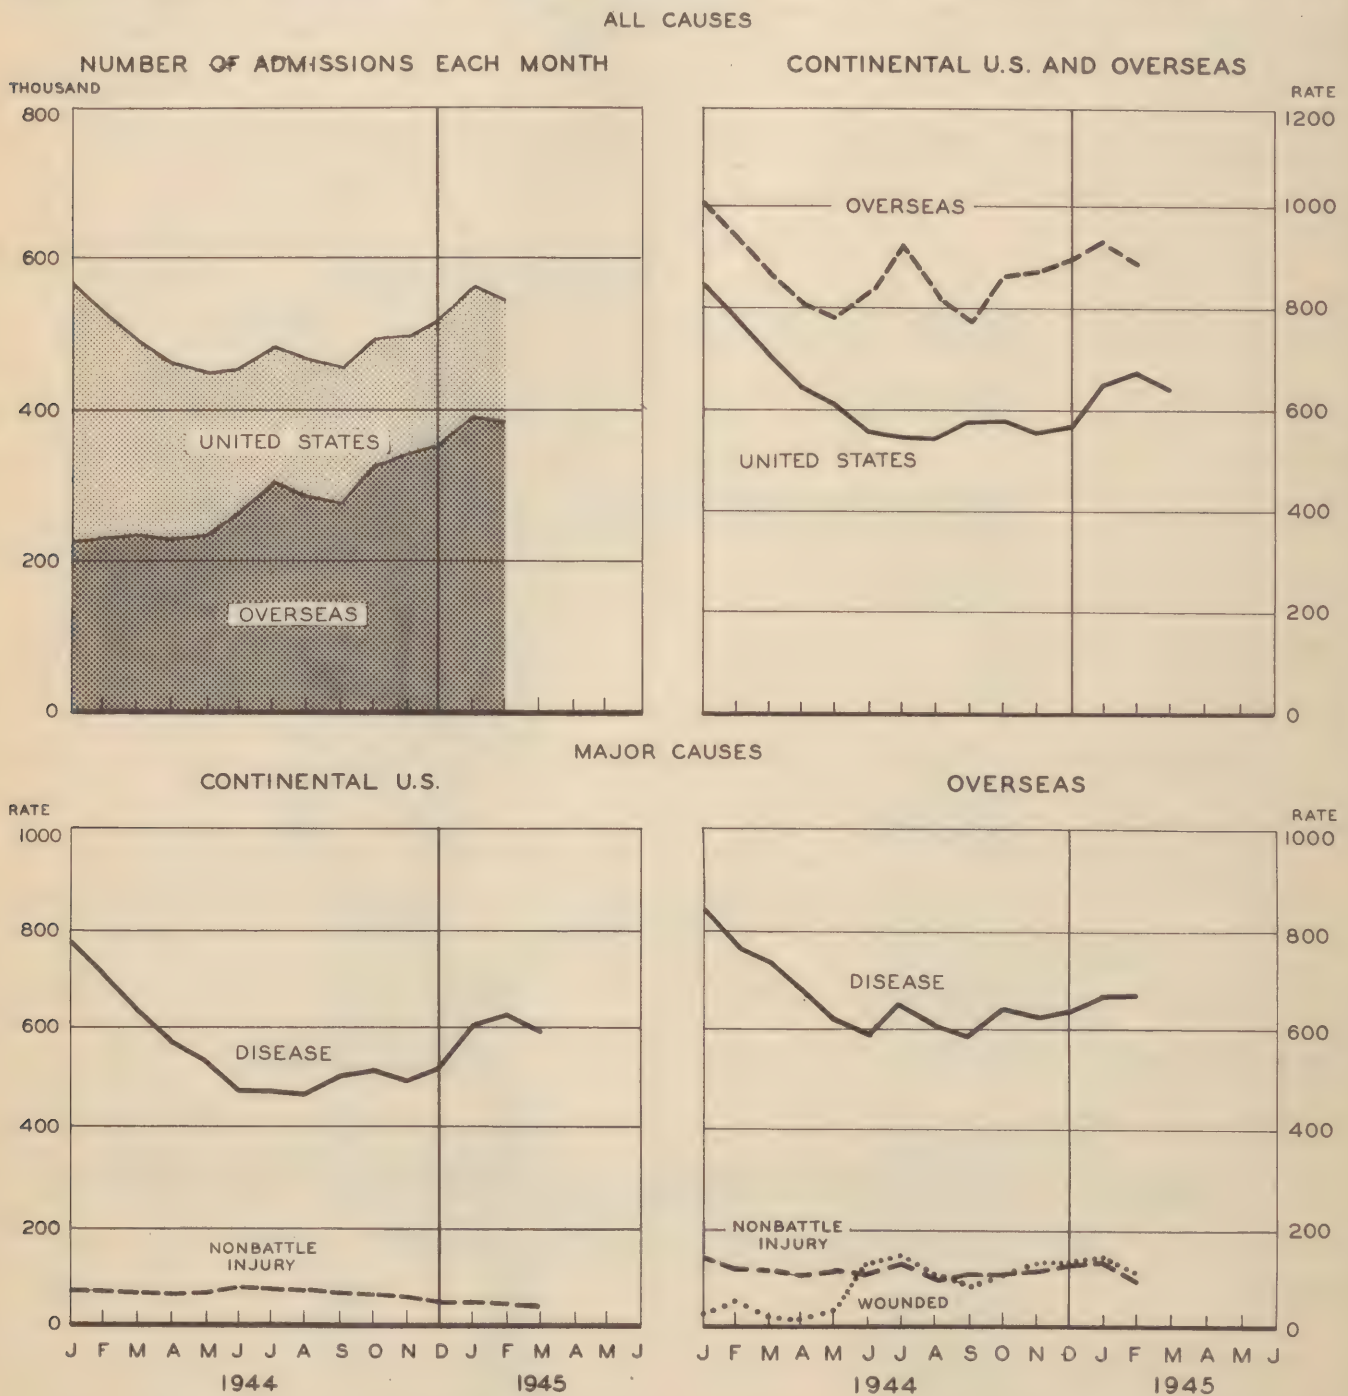 ALL CAUSES
NUMBER OF ADMISSIONS EACH MONTH
THOUSAND
800
600
400
200
0
UNITED STATES
OVERSEAS
CONTINENTAL U.S. AND OVERSEAS
RATE
1200
1000
800
600
400
200
0
OVERSEAS
UNITED STATES
MAJOR CAUSES
CONTINENTAL U.S.
RATE
1000
800
600
400
200
0
DISEASE
NONBATTLE
INJURY
J F M A M J J A S O N D J F M A M J
1944 1945
OVERSEAS
RATE
1000
800
600
400
200
0
DISEASE
NONBATTLE
INJURY
WOUNDED
J F M A M J J A S O N D J F M A M J
1944 1945